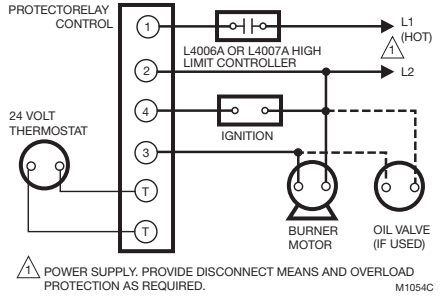 PROTECTORELAY
CONTROL
1
L1
(HOT)
1
L4006A OR L4007A HIGH
LIMIT CONTROLLER
2
L2
4
IGNITION
24 VOLT
THERMOSTAT
3
T
T
BURNER
MOTOR
OIL VALVE
(IF USED)
1 POWER SUPPLY. PROVIDE DISCONNECT MEANS AND OVERLOAD
PROTECTION AS REQUIRED.
M1054C